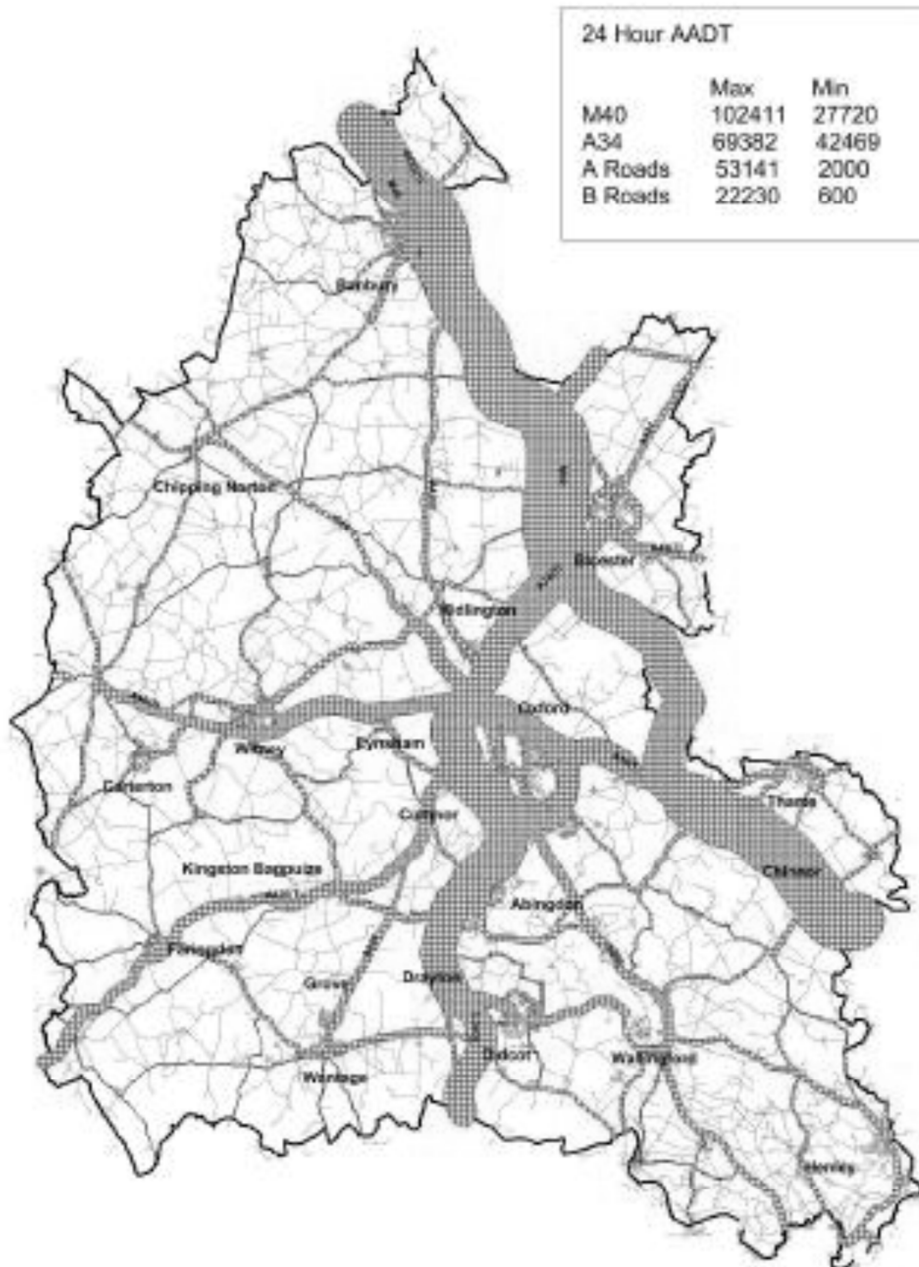 24 Hour AADT
Max Min
M40 102411 27720
A34 69382 42469
A Roads 53141 2000
B Roads 22230 600
Banbury
Chipping Norton
Bicester
Kidlington
Oxford
Witney
Eynsham
Carterton
Thame
Cumnor
Kingston Bagpuize
Chinnor
Abingdon
Faringdon
Grove
Drayton
Didcot
Wallingford
Wantage
Henley